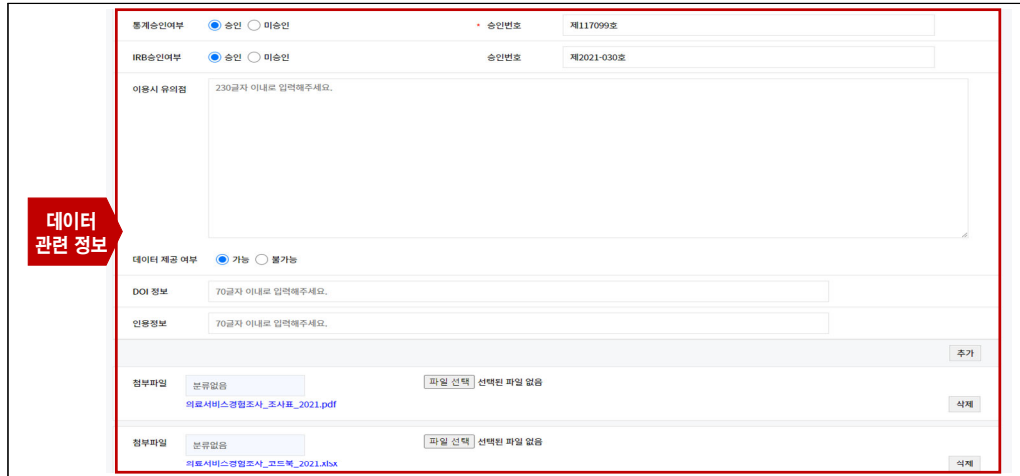 통계승인여부 승인 미승인 * 승인번호 제117099호
IRB승인여부 승인 미승인 승인번호 제2021-030호
이용시 유의점 230글자 이내로 입력해주세요.
데이터
관련 정보
데이터 제공 여부 가능 불가능
DOI 정보 70글자 이내로 입력해주세요.
인용정보 70글자 이내로 입력해주세요.
추가
첨부파일 분류없음 파일 선택 선택된 파일 없음
의료서비스경험조사_조사표_2021.pdf 삭제
첨부파일 분류없음 파일 선택 선택된 파일 없음
의료서비스경험조사_코드북_2021.xlsx 삭제